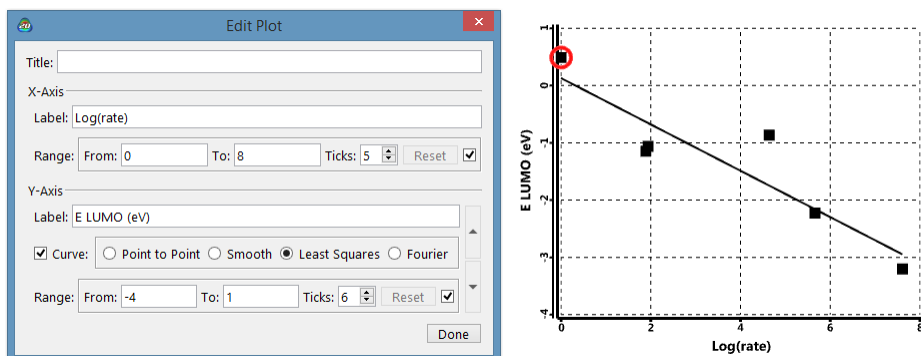 2D
Edit Plot
Title:
X-Axis
Label: Log(rate)
Range: From: 0 To: 8 Ticks: 5 Reset
Y-Axis
Label: E LUMO (eV)
Curve: Point to Point Smooth Least Squares Fourier
Range: From: -4 To: 1 Ticks: 6 Reset
Done
E LUMO (eV)
1
0
-1
-2
-3
-4
0 2 4 6 8
Log(rate)